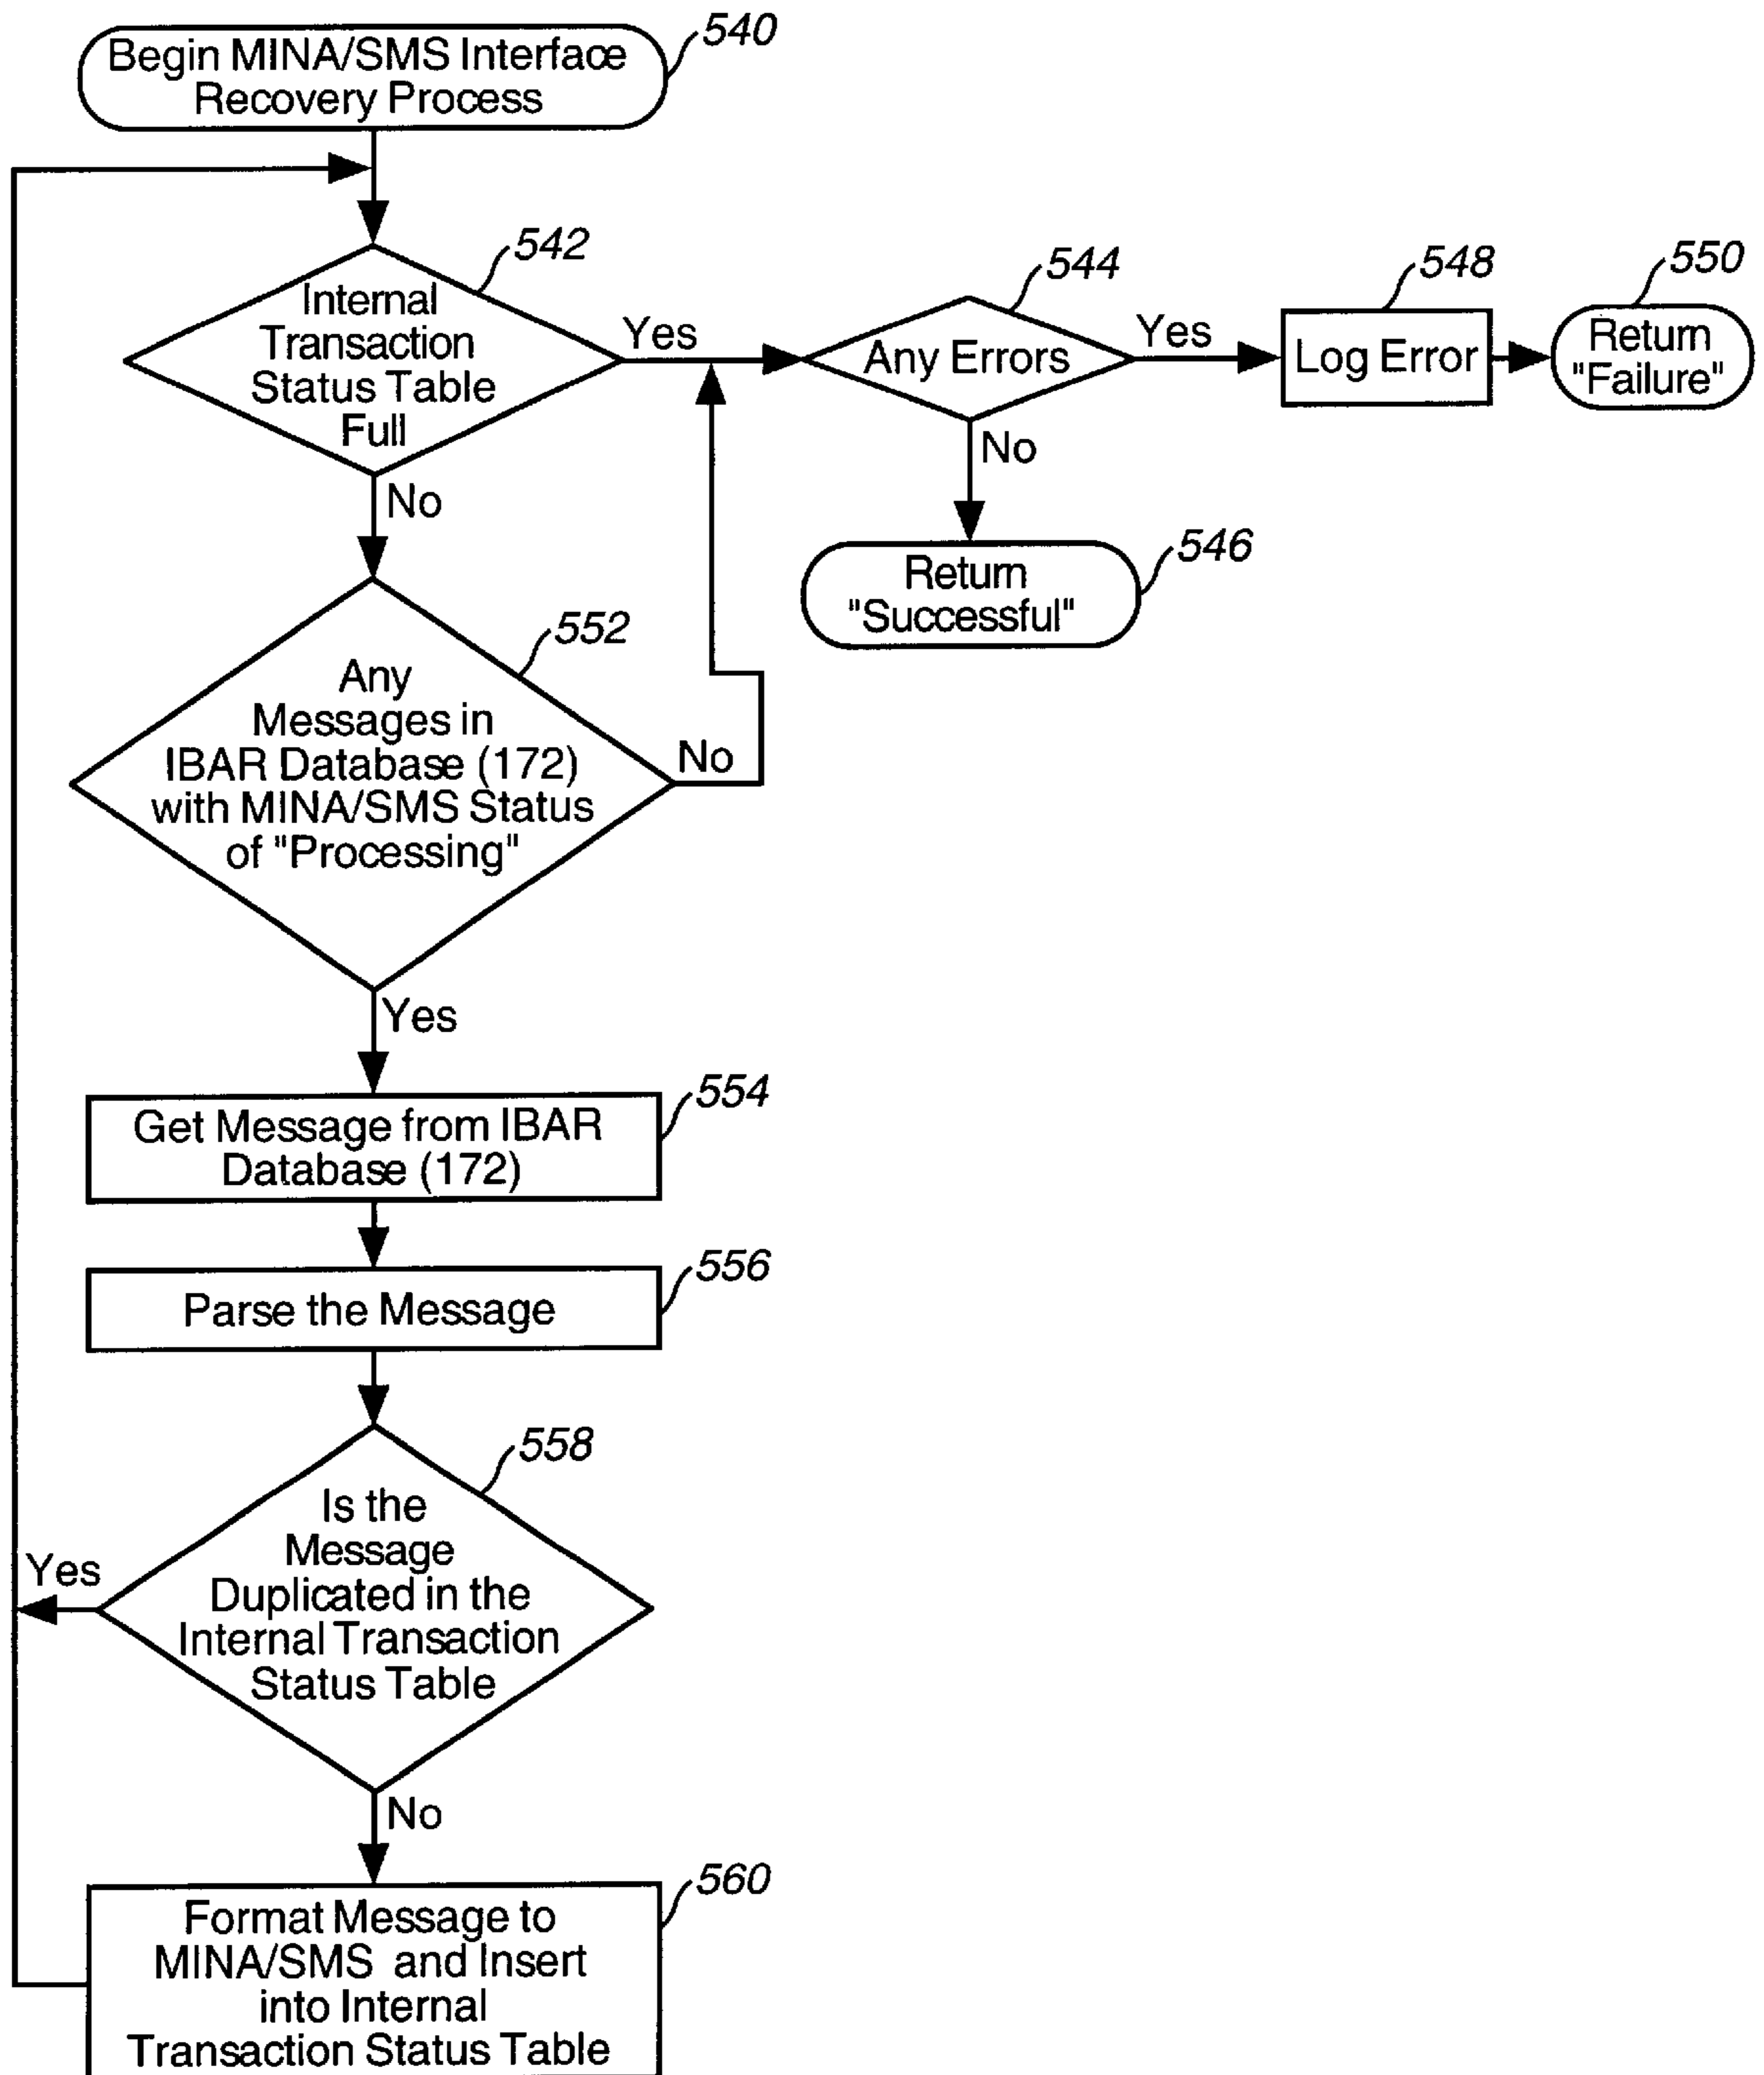 540
Begin MINA/SMS Interface
Recovery Process
542
Internal
Transaction
Status Table
Full
Yes
No
544
Any Errors
Yes
No
548
Log Error
550
Return
"Failure"
546
Return
"Successful"
552
Any
Messages in
IBAR Database (172)
with MINA/SMS Status
of "Processing"
No
Yes
554
Get Message from IBAR
Database (172)
556
Parse the Message
558
Is the
Message
Duplicated in the
Internal Transaction
Status Table
Yes
No
560
Format Message to
MINA/SMS and Insert
into Internal
Transaction Status Table